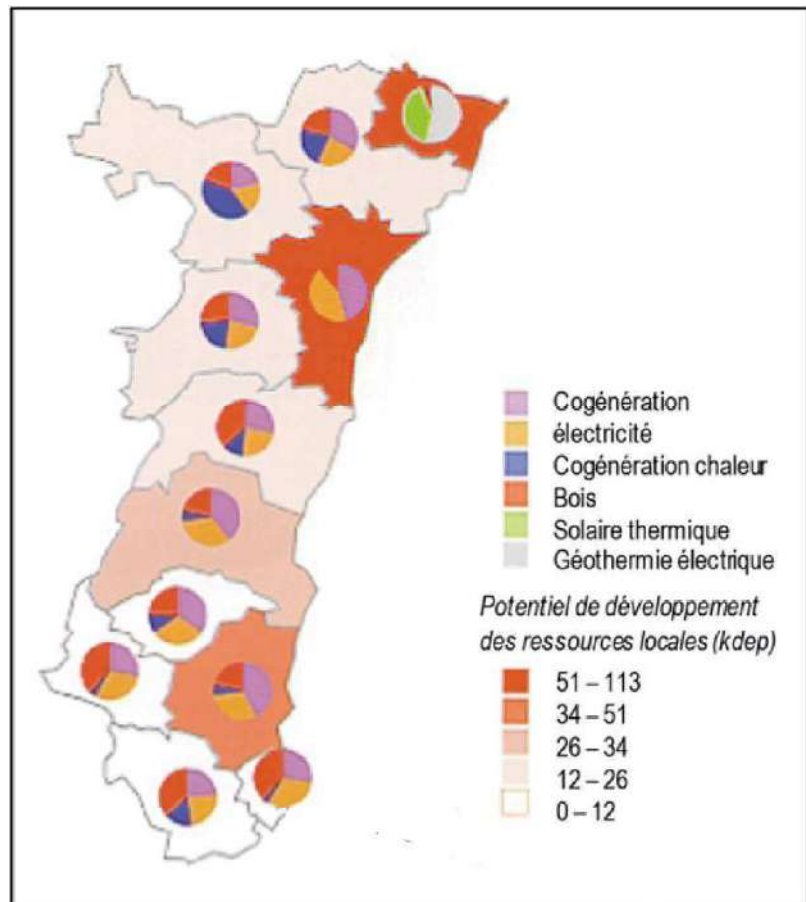 Cogénération
électricité
Cogénération chaleur
Bois
Solaire thermique
Géothermie électrique
Potentiel de développement
des ressources locales (kdep)
51 – 113
34 – 51
26 – 34
12 – 26
0 – 12